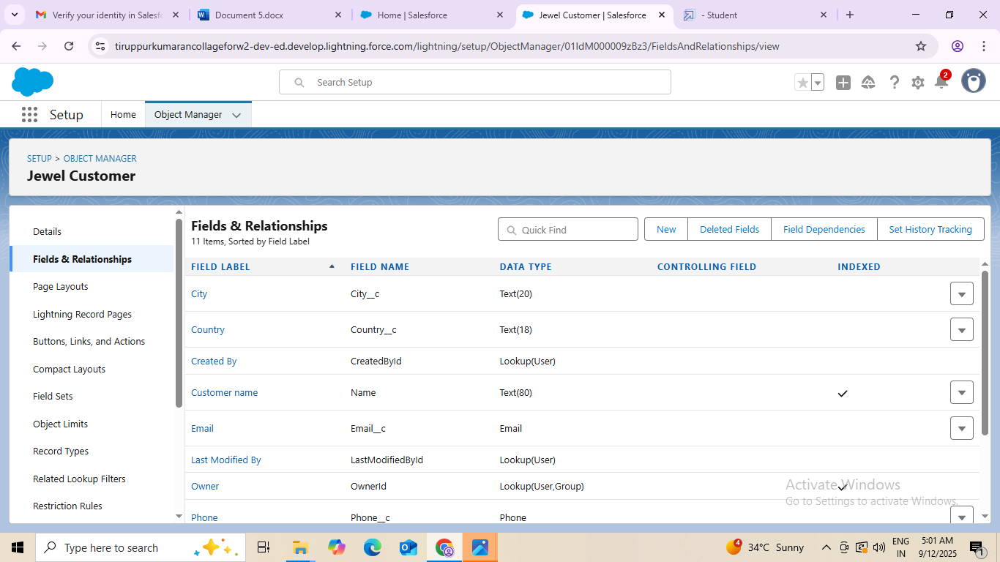 Verify your identity in Salesfo
Document 5.docx
Home | Salesforce
Jewel Customer | Salesforce
- Student
tiruppurkumarancollageforw2-dev-ed.develop.lightning.force.com/lightning/setup/ObjectManager/01IdM000009zBz3/FieldsAndRelationships/view
Search Setup
2
Setup
Home
Object Manager
SETUP > OBJECT MANAGER
Jewel Customer
Details
Fields & Relationships
Page Layouts
Lightning Record Pages
Buttons, Links, and Actions
Compact Layouts
Field Sets
Object Limits
Record Types
Related Lookup Filters
Restriction Rules
Fields & Relationships
11 Items, Sorted by Field Label
Quick Find
New
Deleted Fields
Field Dependencies
Set History Tracking
FIELD LABEL FIELD NAME DATA TYPE CONTROLLING FIELD INDEXED
City City__c Text(20)
Country Country__c Text(18)
Created By CreatedById Lookup(User)
Customer name Name Text(80)
Email Email__c Email
Last Modified By LastModifiedById Lookup(User)
Owner OwnerId Lookup(User,Group)
Phone Phone__c Phone
Activate Windows
Go to Settings to activate Windows.
Type here to search
4
34°C Sunny
ENG
IN
5:01 AM
9/12/2025
1